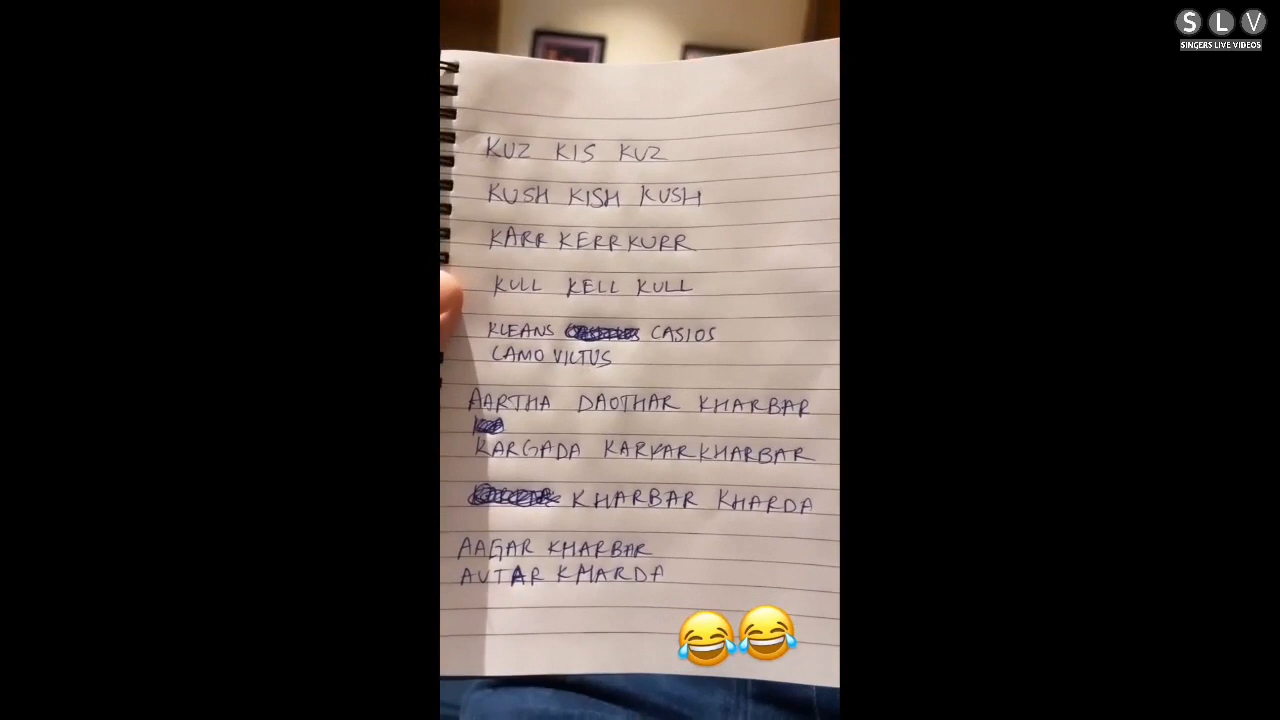 S L V
SINGERS LIVE VIDEOS
KUZ KIS KUZ
KUSH KISH KUSH
KARR KERR KURR
KULL KELL KULL
KLEANS CASIOS
CAMO VICTUS
AARTHA DAOTHAR KHARBAR
KARGADA KARKAR KHARBAR
KHARBAR KHARDA
AAGAR KHARBAR
AUTAR KHARDA